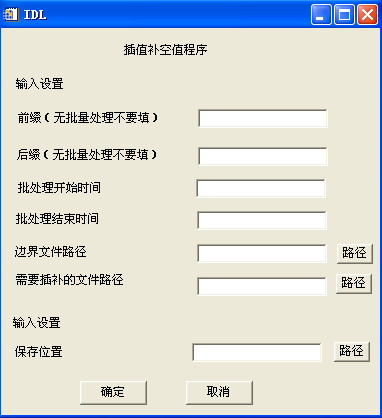 IDL
插值补空值程序
输入设置
前缀（无批量处理不要填）
后缀（无批量处理不要填）
批处理开始时间
批处理结束时间
边界文件路径 路径
需要插补的文件路径 路径
输入设置
保存位置 路径
确定 取消